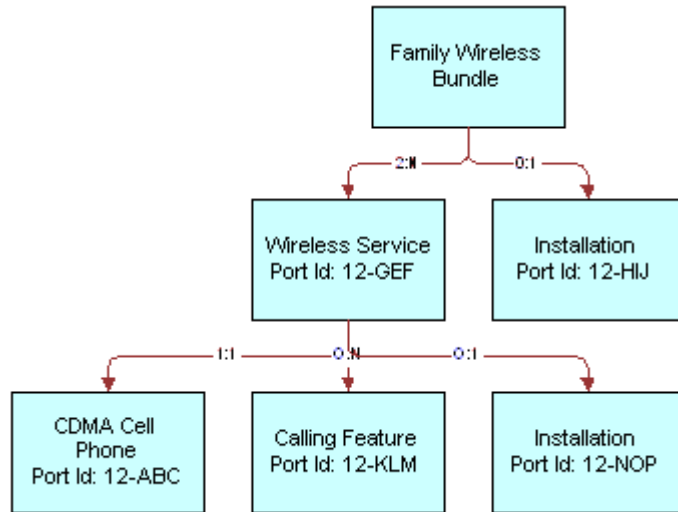 Family Wireless
Bundle
2:N
0:1
Wireless Service
Port Id: 12-GEF
Installation
Port Id: 12-HIJ
1:1
0:N
0:1
CDMA Cell
Phone
Port Id: 12-ABC
Calling Feature
Port Id: 12-KLM
Installation
Port Id: 12-NOP